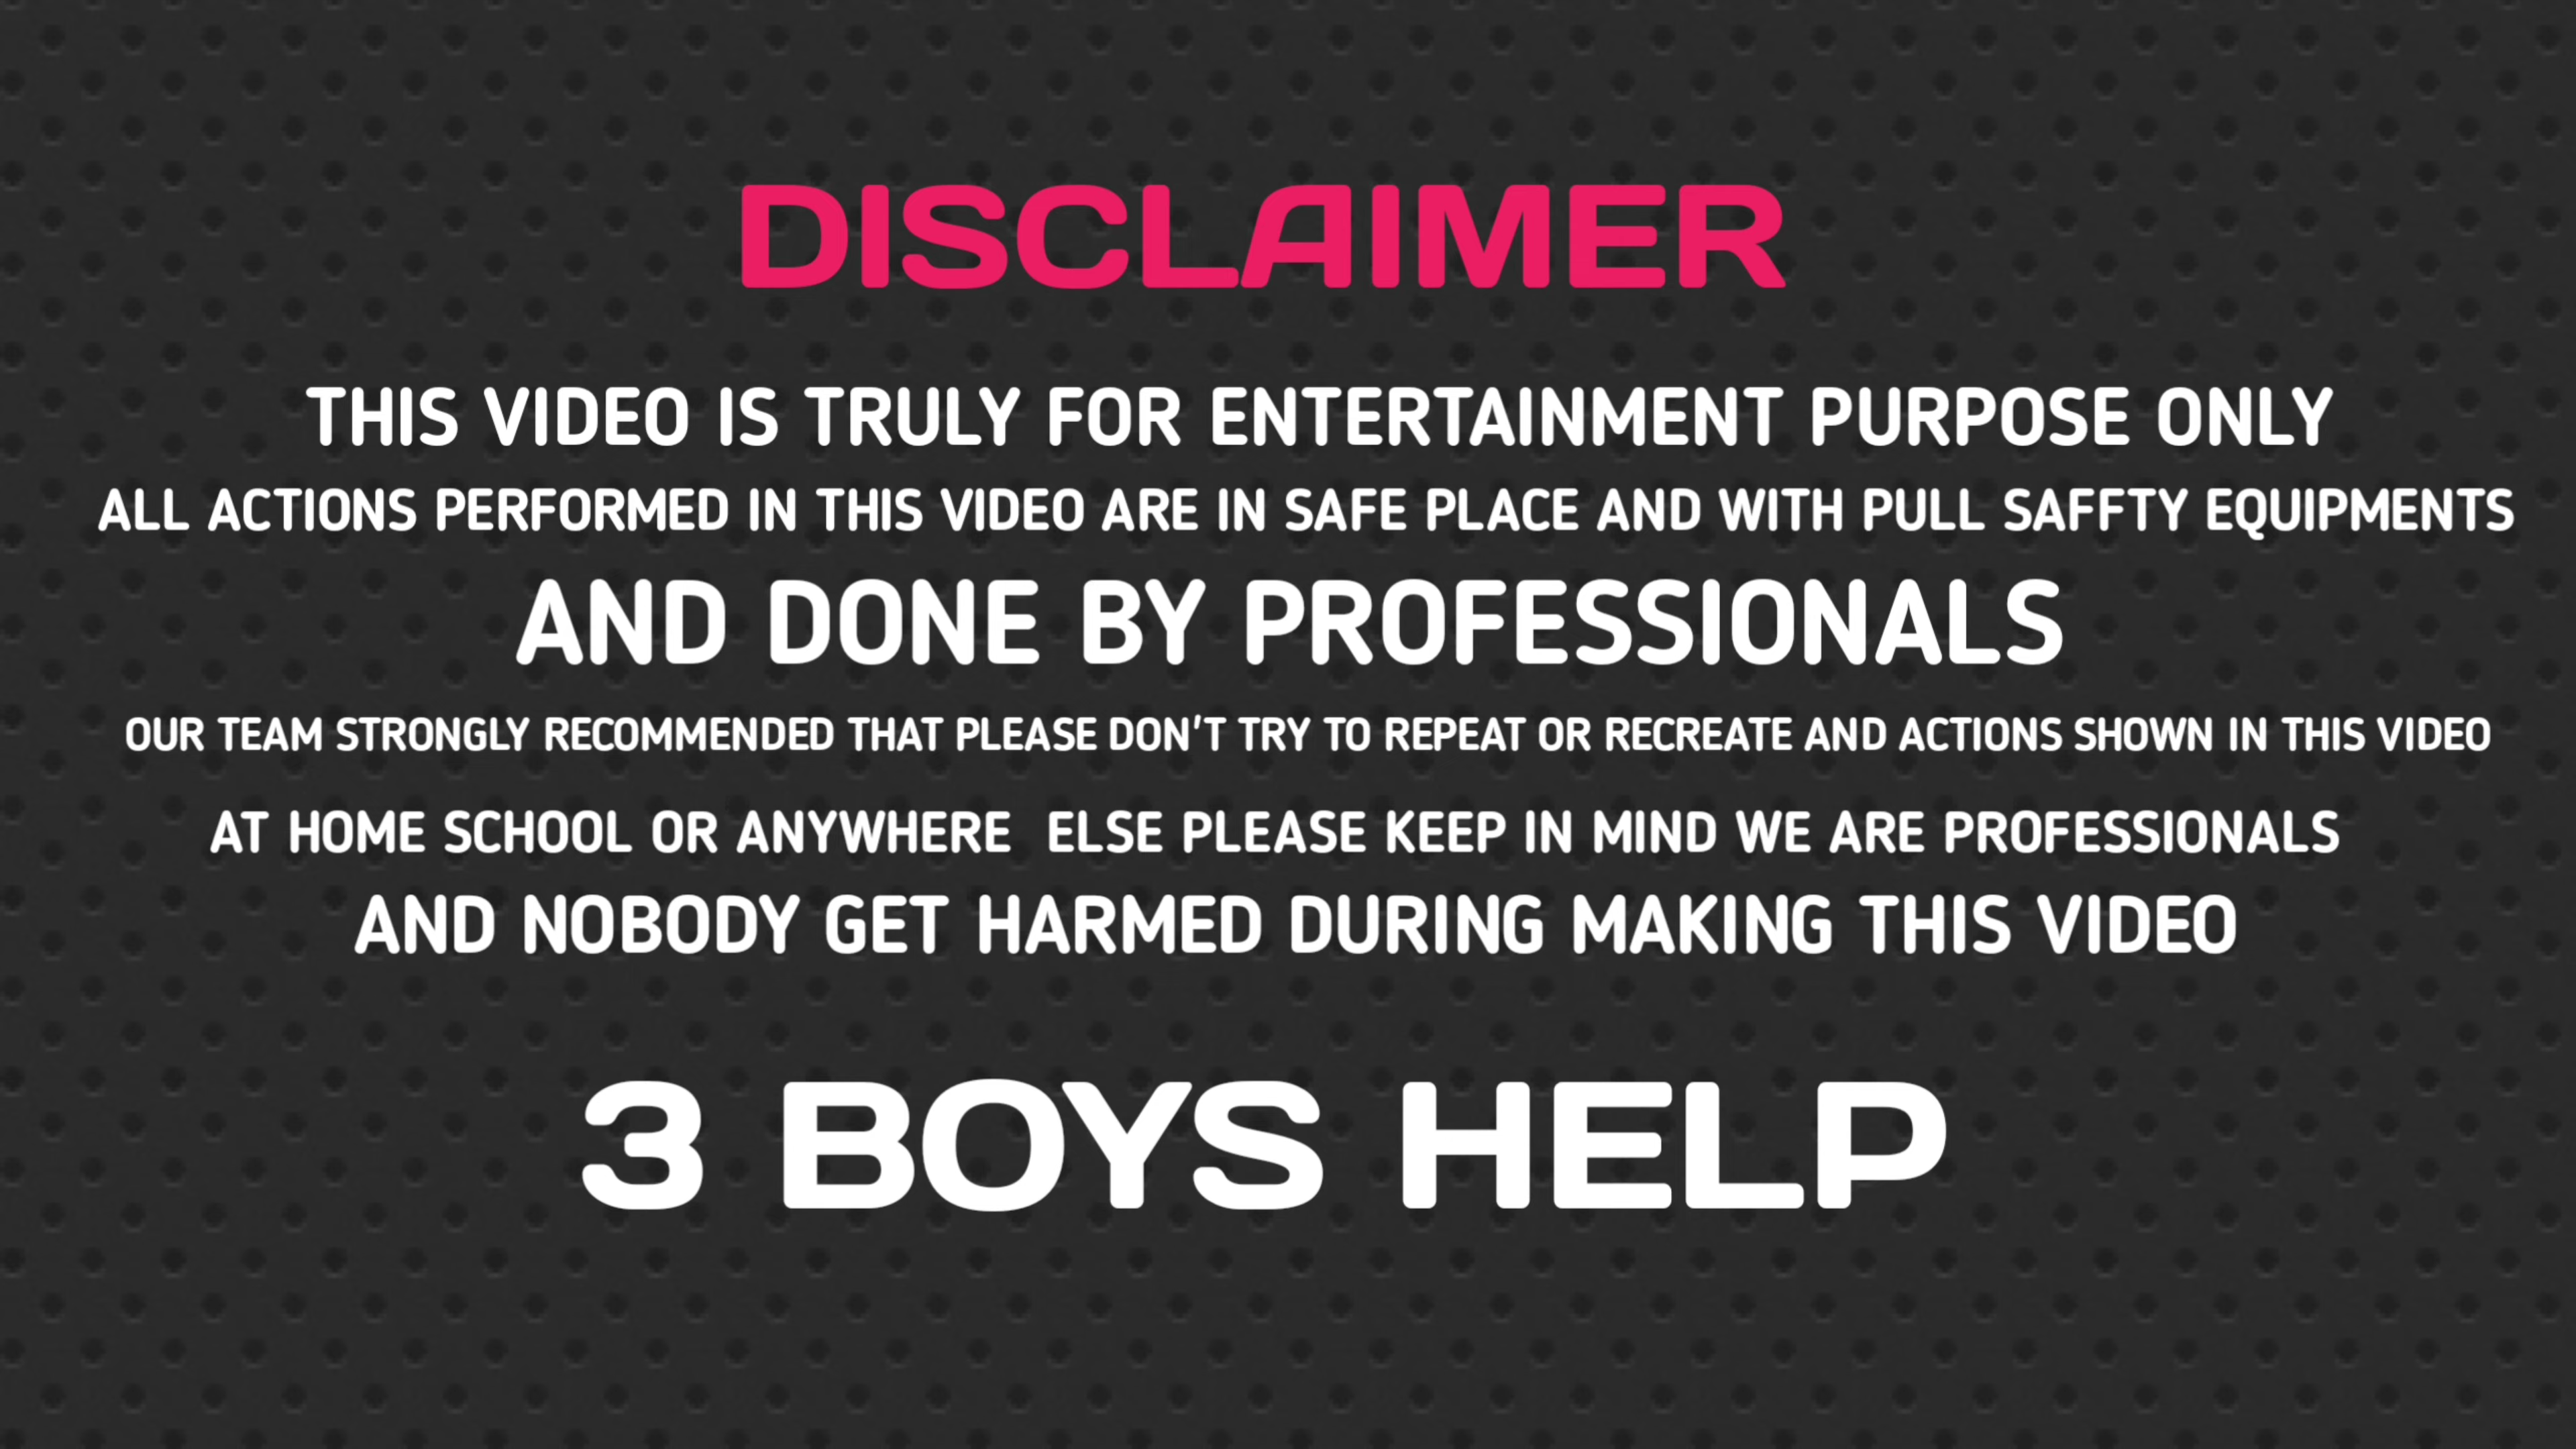 DISCLAIMER
THIS VIDEO IS TRULY FOR ENTERTAINMENT PURPOSE ONLY
ALL ACTIONS PERFORMED IN THIS VIDEO ARE IN SAFE PLACE AND WITH PULL SAFFTY EQUIPMENTS
AND DONE BY PROFESSIONALS
OUR TEAM STRONGLY RECOMMENDED THAT PLEASE DON'T TRY TO REPEAT OR RECREATE AND ACTIONS SHOWN IN THIS VIDEO
AT HOME SCHOOL OR ANYWHERE ELSE PLEASE KEEP IN MIND WE ARE PROFESSIONALS
AND NOBODY GET HARMED DURING MAKING THIS VIDEO
3 BOYS HELP